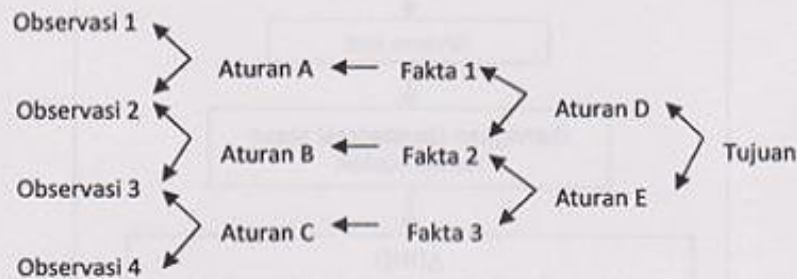 Observasi 1
Aturan A
Fakta 1
Observasi 2
Aturan D
Aturan B
Fakta 2
Tujuan
Observasi 3
Aturan E
Aturan C
Fakta 3
Observasi 4